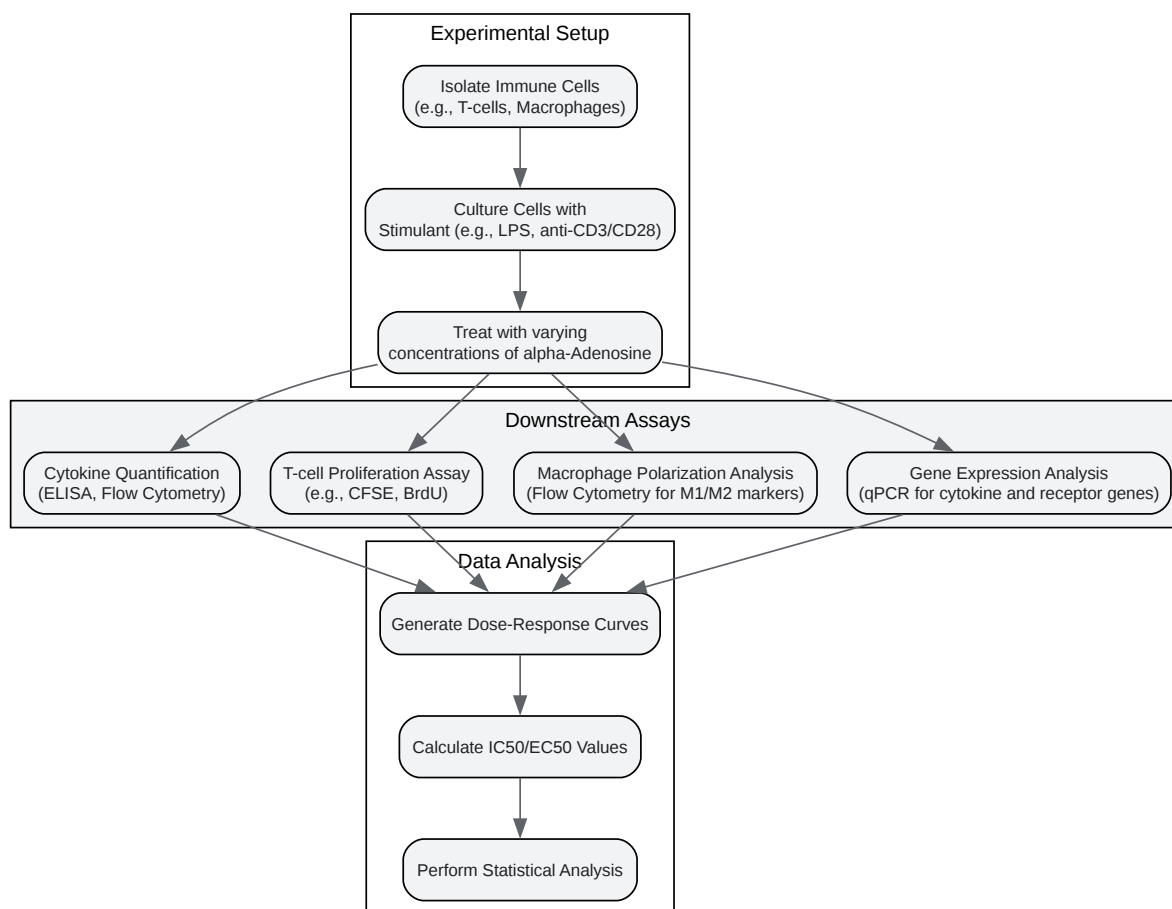 Experimental Setup
Isolate Immune Cells
(e.g., T-cells, Macrophages)
Culture Cells with
Stimulant (e.g., LPS, anti-CD3/CD28)
Treat with varying
concentrations of alpha-Adenosine
Downstream Assays
Cytokine Quantification
(ELISA, Flow Cytometry)
T-cell Proliferation Assay
(e.g., CFSE, BrdU)
Macrophage Polarization Analysis
(Flow Cytometry for M1/M2 markers)
Gene Expression Analysis
(qPCR for cytokine and receptor genes)
Data Analysis
Generate Dose-Response Curves
Calculate IC50/EC50 Values
Perform Statistical Analysis